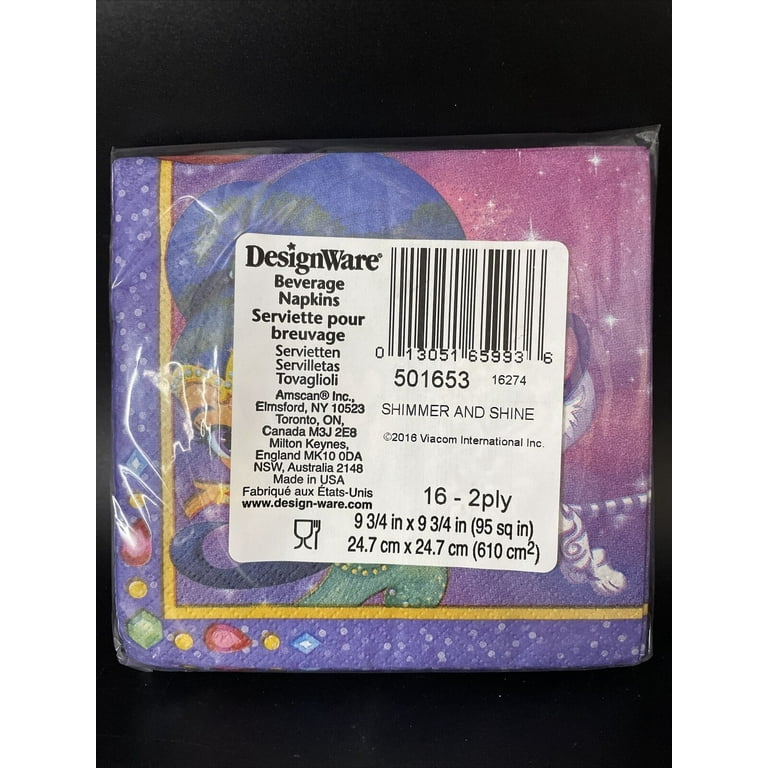 DesignWare®
Beverage
Napkins
Serviette pour
breuvage
Servietten
Servilletas
Tovaglioli
Amscan® Inc.,
Elmsford, NY 10523
Toronto, ON,
Canada M3J 2E8
Milton Keynes,
England MK10 0DA
NSW, Australia 2148
Made in USA
Fabriqué aux États-Unis
www.design-ware.com
0 13051 65993 6
501653 16274
SHIMMER AND SHINE
©2016 Viacom International Inc.
16 - 2ply
9 3/4 in x 9 3/4 in (95 sq in)
24.7 cm x 24.7 cm (610 cm²)